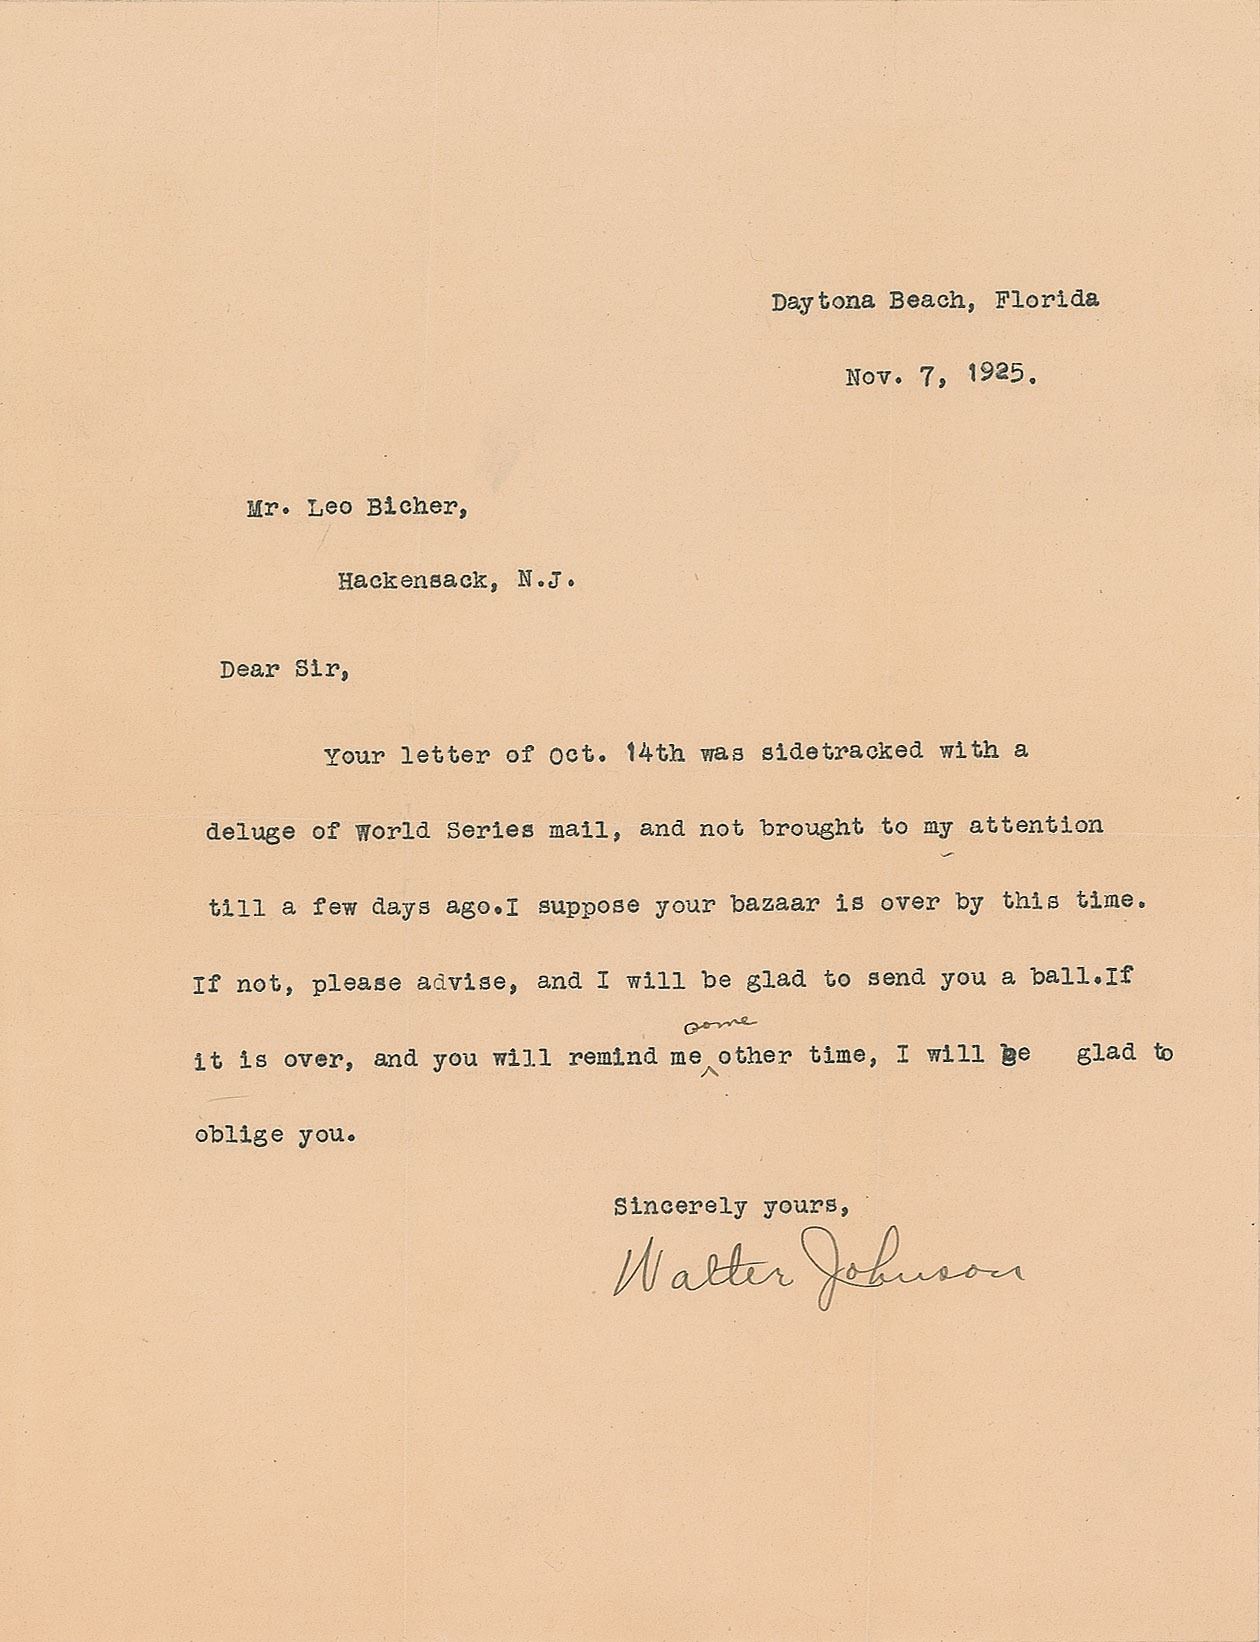 Daytona Beach, Florida
Nov. 7, 1925.
Mr. Leo Bicher,
Hackensack, N.J.
Dear Sir,
Your letter of Oct. 14th was sidetracked with a
deluge of World Series mail, and not brought to my attention
till a few days ago.I suppose your bazaar is over by this time.
If not, please advise, and I will be glad to send you a ball.If
it is over, and you will remind me some other time, I will be glad to
oblige you.
Sincerely yours,
Walter Johnson